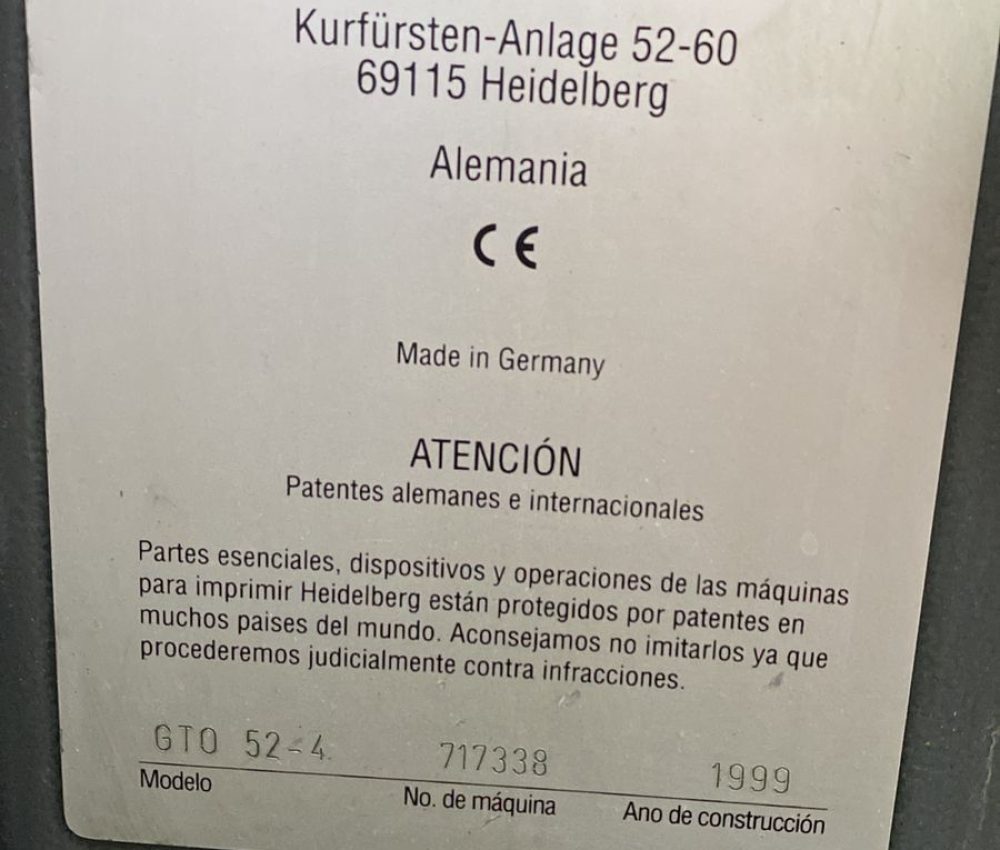 Kurfürsten-Anlage 52-60
69115 Heidelberg
Alemania
CE
Made in Germany
ATENCIÓN
Patentes alemanes e internacionales
Partes esenciales, dispositivos y operaciones de las máquinas
para imprimir Heidelberg están protegidos por patentes en
muchos paises del mundo. Aconsejamos no imitarlos ya que
procederemos judicialmente contra infracciones.
GTO 52-4 717338 1999
Modelo No. de máquina Ano de construcción